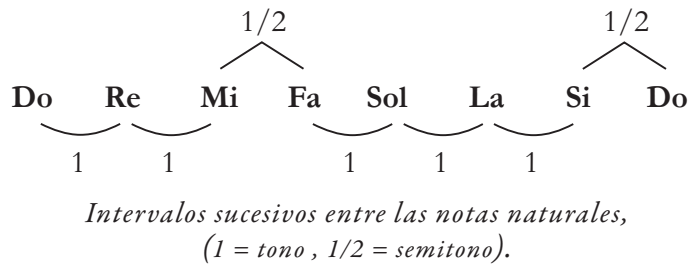 1/2 1/2
Do Re Mi Fa Sol La Si Do
1 1 1 1 1
Intervalos sucesivos entre las notas naturales,
(1 = tono , 1/2 = semitono).